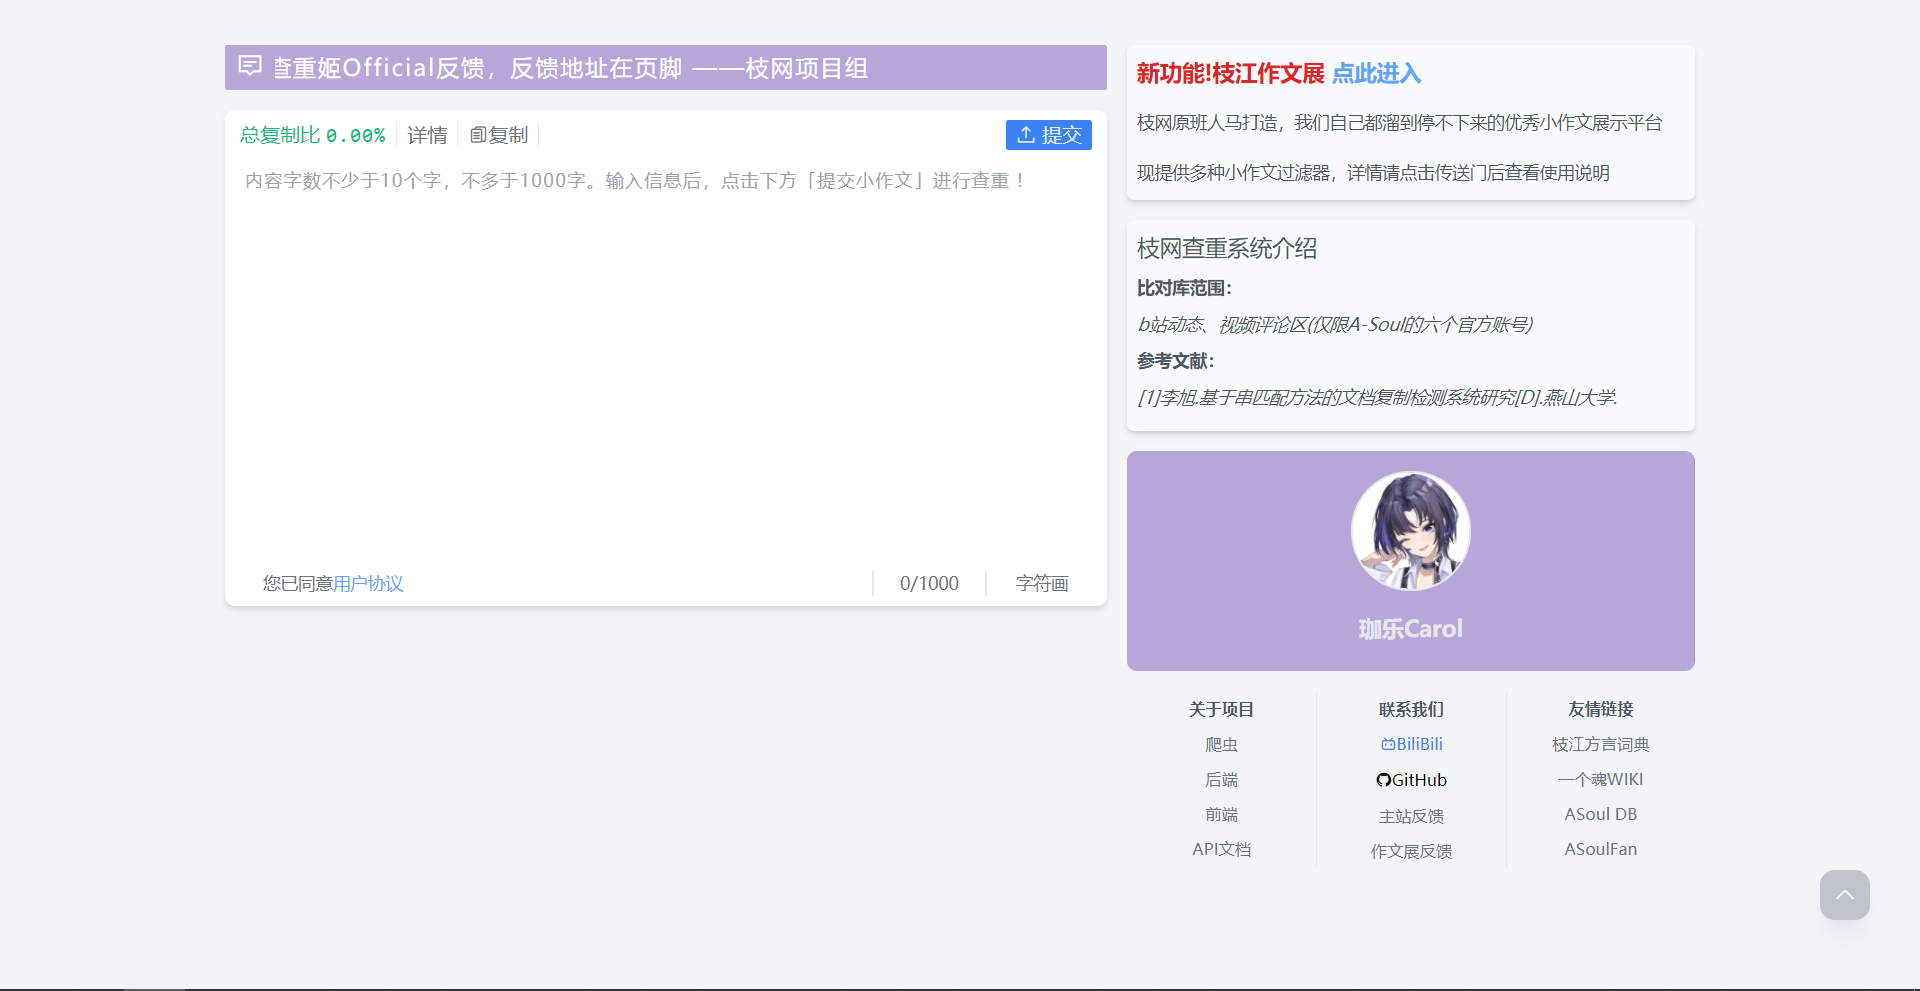 查重姬Official反馈，反馈地址在页脚 ——枝网项目组
总复制比 0.00% 详情 复制 提交
内容字数不少于10个字，不多于1000字。输入信息后，点击下方「提交小作文」进行查重！
您已同意用户协议 0/1000 字符画
新功能!枝江作文展 点此进入
枝网原班人马打造，我们自己都溜到停不下来的优秀小作文展示平台
现提供多种小作文过滤器，详情请点击传送门后查看使用说明
枝网查重系统介绍
比对库范围：
b站动态、视频评论区(仅限A-Soul的六个官方账号)
参考文献：
[1]李旭.基于串匹配方法的文档复制检测系统研究[D].燕山大学.
珈乐Carol
关于项目
爬虫
后端
前端
API文档
联系我们
BiliBili
GitHub
主站反馈
作文展反馈
友情链接
枝江方言词典
一个魂WIKI
ASoul DB
ASoulFan